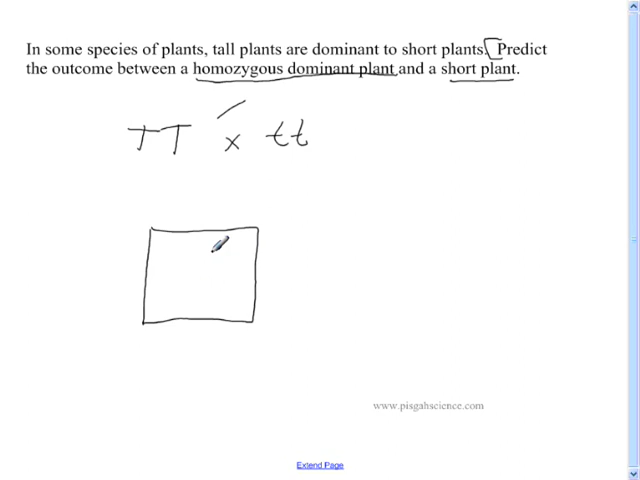 In some species of plants, tall plants are dominant to short plants. Predict
the outcome between a homozygous dominant plant and a short plant.
TT x tt
www.pisgahscience.com
Extend Page